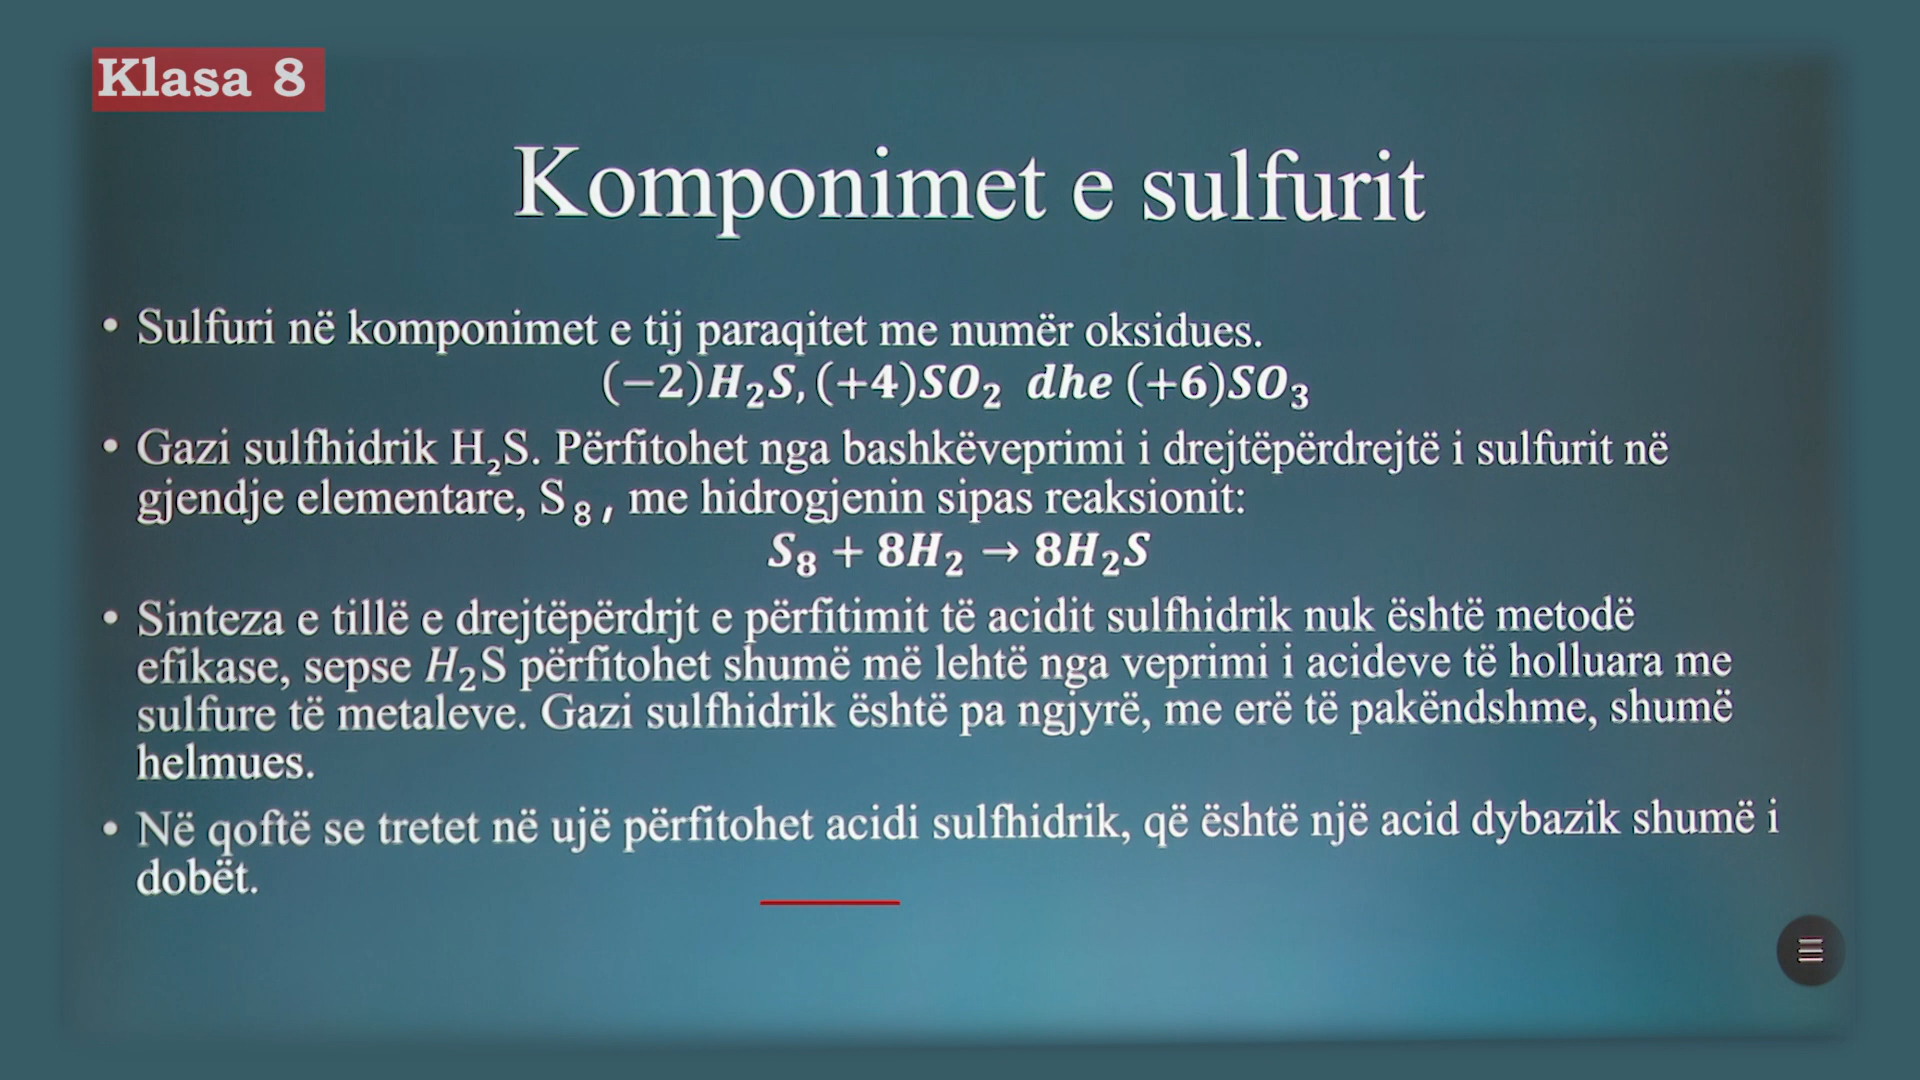 Klasa 8
Komponimet e sulfurit
• Sulfuri në komponimet e tij paraqitet me numër oksidues.
(−2)H₂S, (+4)SO₂ dhe (+6)SO₃
• Gazi sulfhidrik H₂S. Përfitohet nga bashkëveprimi i drejtëpërdrejtë i sulfurit në
gjendje elementare, S₈, me hidrogjenin sipas reaksionit:
S₈ + 8H₂ → 8H₂S
• Sinteza e tillë e drejtëpërdrjt e përfitimit të acidit sulfhidrik nuk është metodë
efikase, sepse H₂S përfitohet shumë më lehtë nga veprimi i acideve të holluara me
sulfure të metaleve. Gazi sulfhidrik është pa ngjyrë, me erë të pakëndshme, shumë
helmues.
• Në qoftë se tretet në ujë përfitohet acidi sulfhidrik, që është një acid dybazik shumë i
dobët.